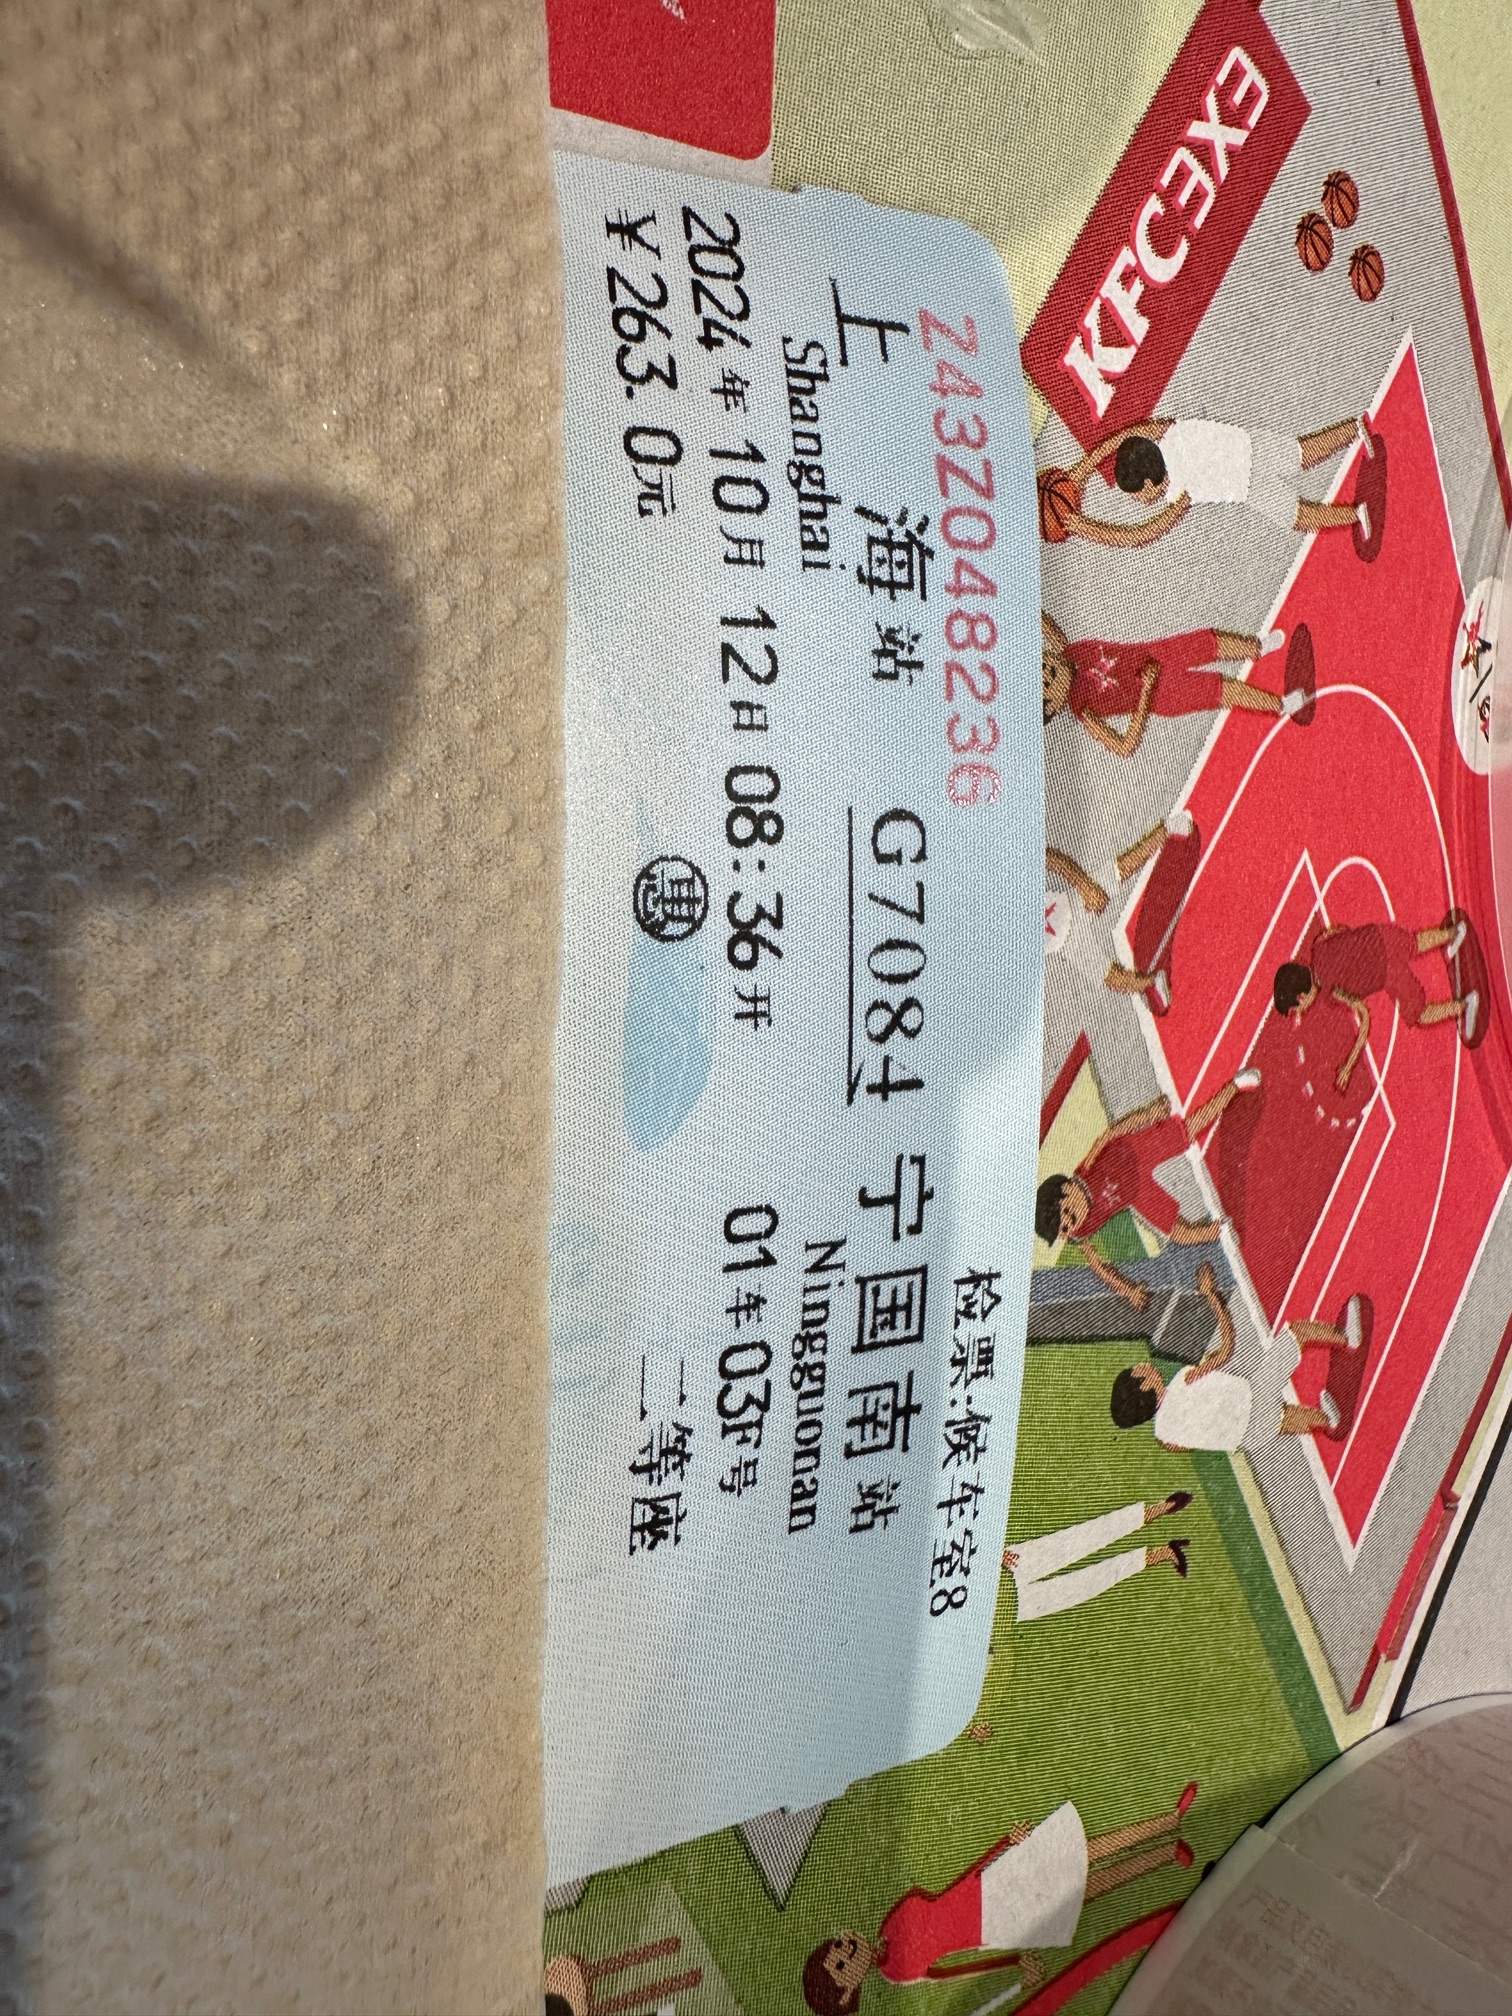 243Z048236
检票:候车室8
上海站 G7084 宁国南站
Shanghai Ningguonan
2024年10月12日08:36开 01车03F号
¥263.0元 惠 二等座
KFC3X3